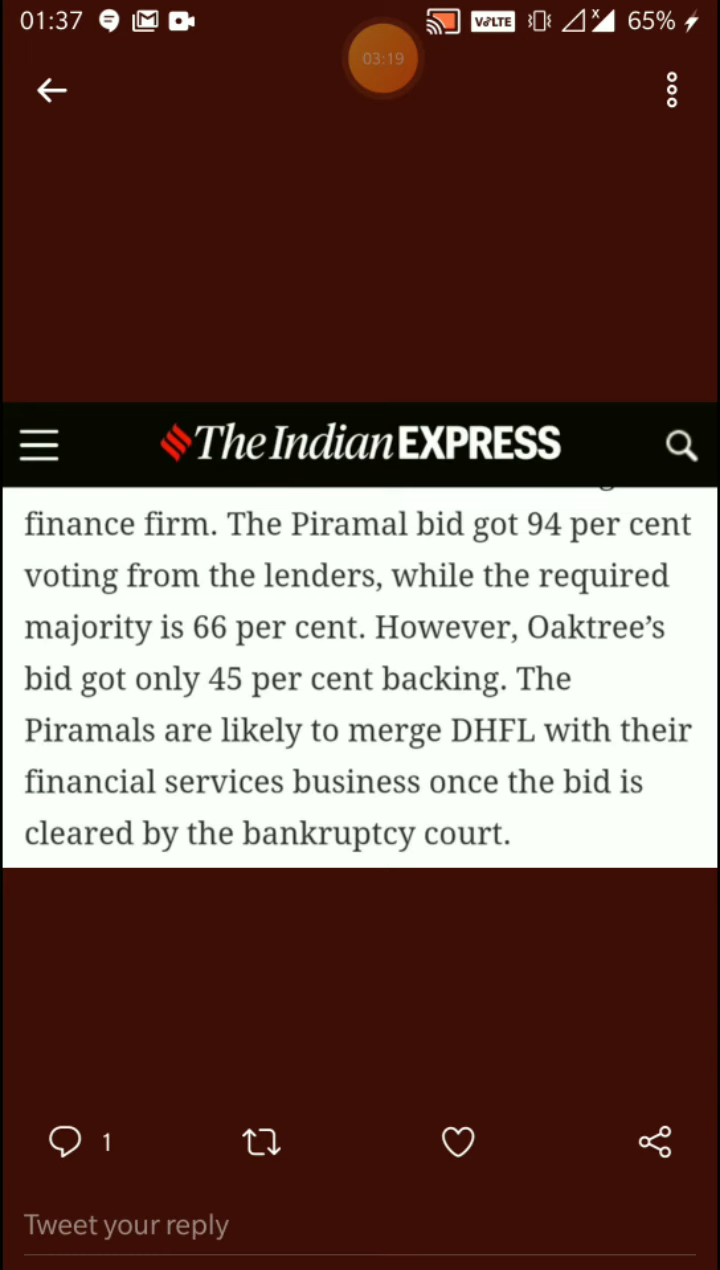 01:37 VoLTE X 65%
03:19
The Indian EXPRESS
finance firm. The Piramal bid got 94 per cent
voting from the lenders, while the required
majority is 66 per cent. However, Oaktree’s
bid got only 45 per cent backing. The
Piramals are likely to merge DHFL with their
financial services business once the bid is
cleared by the bankruptcy court.
1
Tweet your reply